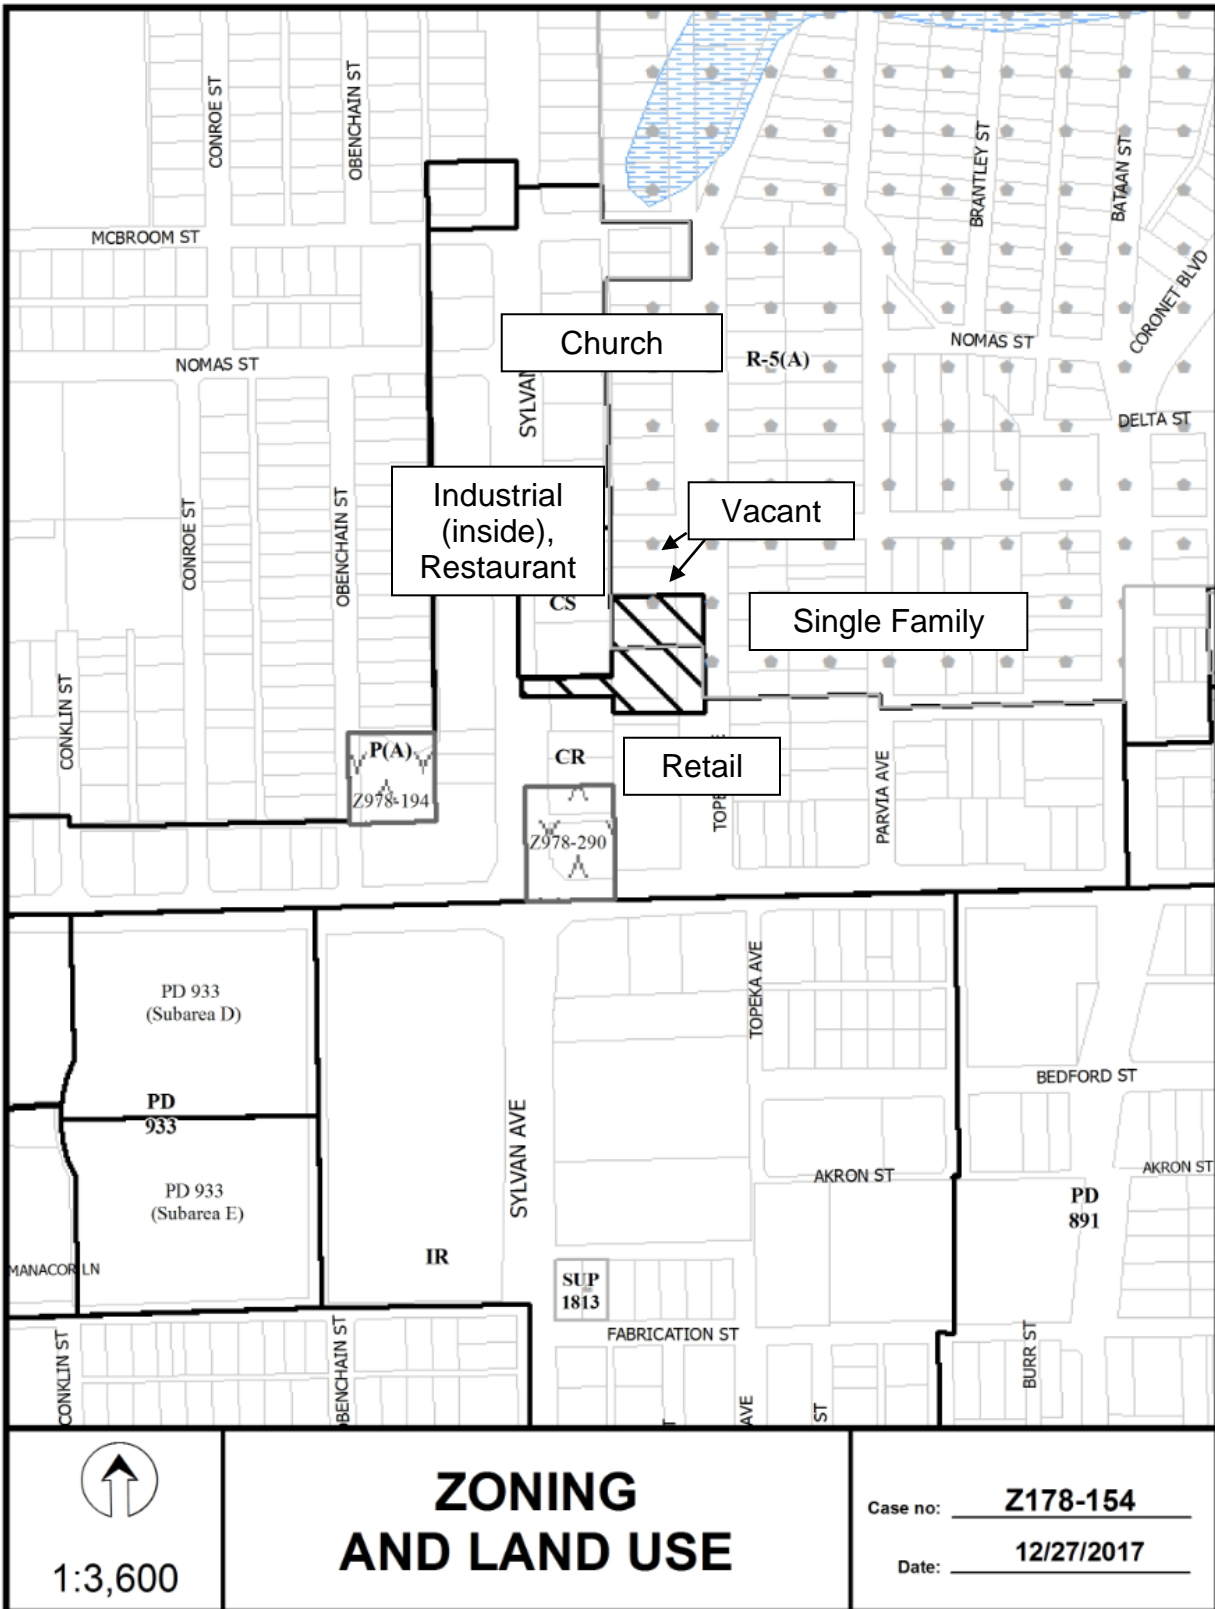 CONROE ST
OBENCHAIN ST
BRANTLEY ST
BATAAN ST
MCBROOM ST
CORONET BLVD
NOMAS ST
Church
NOMAS ST
R-5(A)
SYLVAN
DELTA ST
Industrial
(inside),
Restaurant
Vacant
CONROE ST
OBENCHAIN ST
CS
Single Family
CONKLIN ST
P(A)
Z978-194
CR
Retail
PARVIA AVE
Z978-290
TOPEKA AVE
PD 933
(Subarea D)
BEDFORD ST
PD
933
SYLVAN AVE
AKRON ST
AKRON ST
PD 933
(Subarea E)
PD
891
IR
MANACOR LN
SUP
1813
FABRICATION ST
CONKLIN ST
OBENCHAIN ST
BURR ST
AVE
ST
1:3,600
ZONING
AND LAND USE
Case no: Z178-154
Date: 12/27/2017